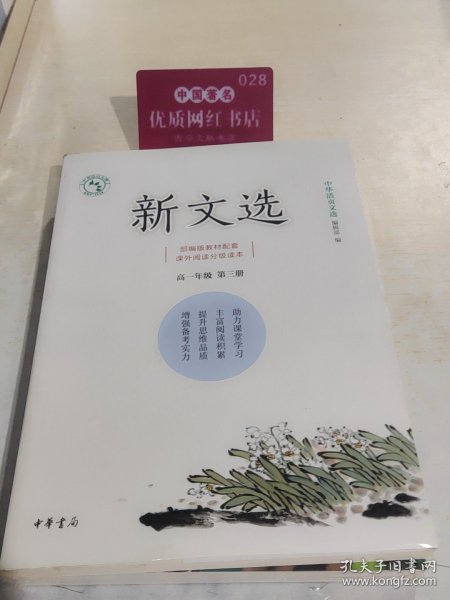 028
中国著名
优质网红书店
新文选
中华活页文选 编辑部 编
部编版教材配套
课外阅读分级读本
高一年级 第三册
助力课堂学习
丰富阅读积累
提升思维品质
增强备考实力
中华书局
孔夫子旧书网
www.kongfz.com